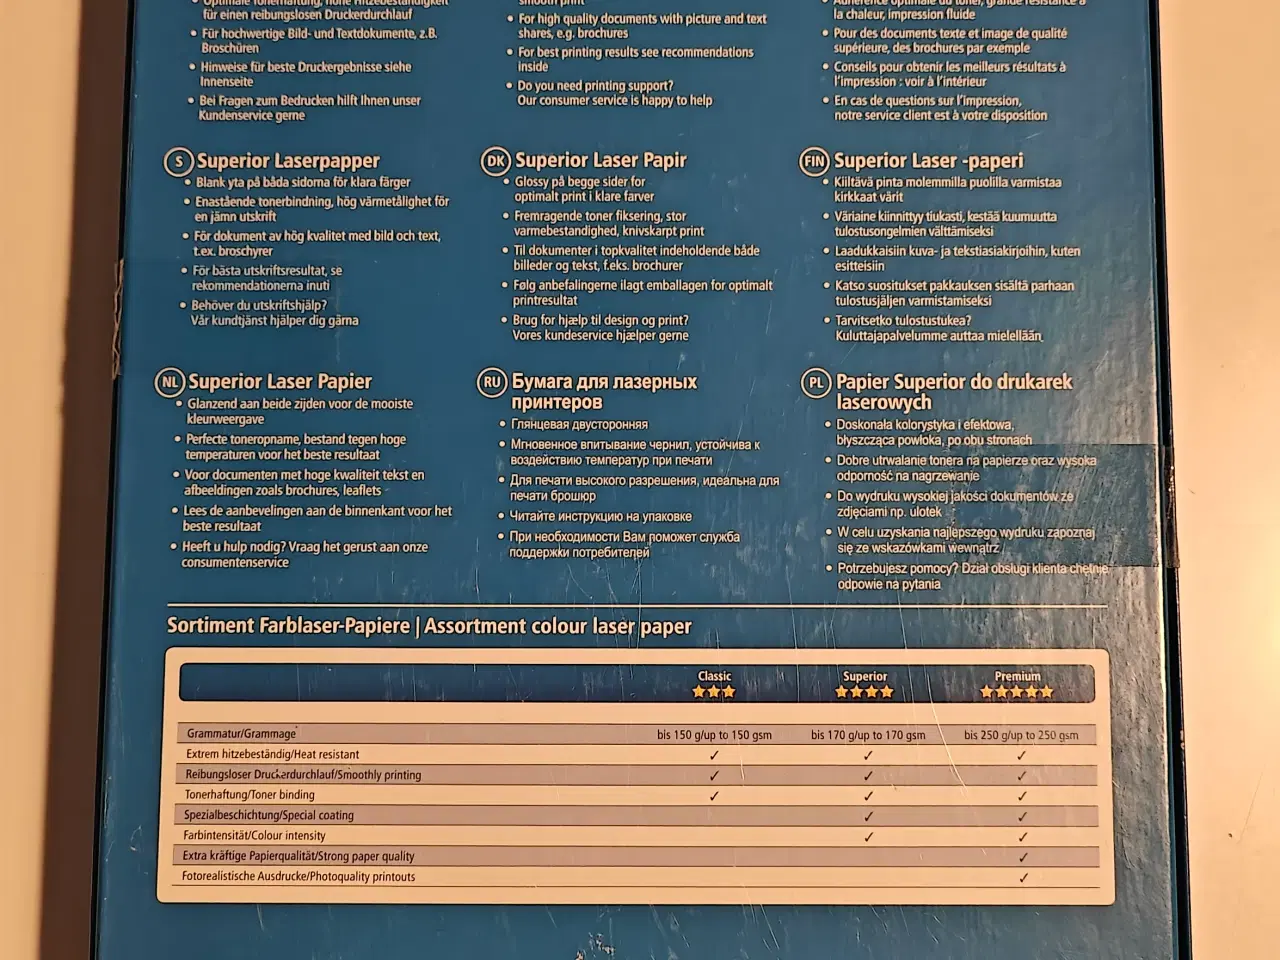 für einen reibungslosen Druckerdurchlauf
• Für hochwertige Bild- und Textdokumente, z.B.
Broschüren
• Hinweise für beste Druckergebnisse siehe
Innenseite
• Bei Fragen zum Bedrucken hilft Ihnen unser
Kundenservice gerne
smooth print
• For high quality documents with picture and text
shares, e.g. brochures
• For best printing results see recommendations
inside
• Do you need printing support?
Our consumer service is happy to help
la chaleur, impression fluide
• Pour des documents texte et image de qualité
supérieure, des brochures par exemple
• Conseils pour obtenir les meilleurs résultats à
l'impression : voir à l'intérieur
• En cas de questions sur l'impression,
notre service client est à votre disposition
S Superior Laserpapper
• Blank yta på båda sidorna för klara färger
• Enastående tonerbindning, hög värmetålighet för
en jämn utskrift
• För dokument av hög kvalitet med bild och text,
t.ex. broschyrer
• För bästa utskriftsresultat, se
rekommendationerna inuti
• Behöver du utskriftshjälp?
Vår kundtjänst hjälper dig gärna
DK Superior Laser Papir
• Glossy på begge sider for
optimalt print i klare farver
• Fremragende toner fiksering, stor
varmebestandighed, knivskarpt print
• Til dokumenter i topkvalitet indeholdende både
billeder og tekst, f.eks. brochurer
• Følg anbefalingerne ilagt emballagen for optimalt
printresultat
• Brug for hjælp til design og print?
Vores kundeservice hjælper gerne
FIN Superior Laser -paperi
• Kiiltävä pinta molemmilla puolilla varmistaa
kirkkaat värit
• Väriaine kiinnittyy tiukasti, kestää kuumuutta
tulostusongelmien välttämiseksi
• Laadukkaisiin kuva- ja tekstiasiakirjoihin, kuten
esitteisiin
• Katso suositukset pakkauksen sisältä parhaan
tulostusjäljen varmistamiseksi
• Tarvitsetko tulostustukea?
Kuluttajapalvelumme auttaa mielellään.
NL Superior Laser Papier
• Glanzend aan beide zijden voor de mooiste
kleurweergave
• Perfecte toneropname, bestand tegen hoge
temperaturen voor het beste resultaat
• Voor documenten met hoge kwaliteit tekst en
afbeeldingen zoals brochures, leaflets
• Lees de aanbevelingen aan de binnenkant voor het
beste resultaat
• Heeft u hulp nodig? Vraag het gerust aan onze
consumentenservice
RU Бумага для лазерных
принтеров
• Глянцевая двусторонняя
• Мгновенное впитывание чернил, устойчива к
воздействию температур при печати
• Для печати высокого разрешения, идеальна для
печати брошюр
• Читайте инструкцию на упаковке
• При необходимости Вам поможет служба
поддержки потребителей
PL Papier Superior do drukarek
laserowych
• Doskonała kolorystyka i efektowa,
błyszcząca powłoka, po obu stronach
• Dobre utrwalanie tonera na papierze oraz wysoka
odporność na nagrzewanie
• Do wydruku wysokiej jakości dokumentów ze
zdjęciami np. ulotek
• W celu uzyskania najlepszego wydruku zapoznaj
się ze wskazówkami wewnątrz
• Potrzebujesz pomocy? Dział obsługi klienta chętnie
odpowie na pytania
Sortiment Farblaser-Papiere | Assortment colour laser paper
Classic Superior Premium
Grammatur/Grammage bis 150 g/up to 150 gsm bis 170 g/up to 170 gsm bis 250 g/up to 250 gsm
Extrem hitzebeständig/Heat resistant ✓ ✓ ✓
Reibungsloser Druckerdurchlauf/Smoothly printing ✓ ✓ ✓
Tonerhaftung/Toner binding ✓ ✓ ✓
Spezialbeschichtung/Special coating ✓ ✓
Farbintensität/Colour intensity ✓ ✓
Extra kräftige Papierqualität/Strong paper quality ✓
Fotorealistische Ausdrucke/Photoquality printouts ✓